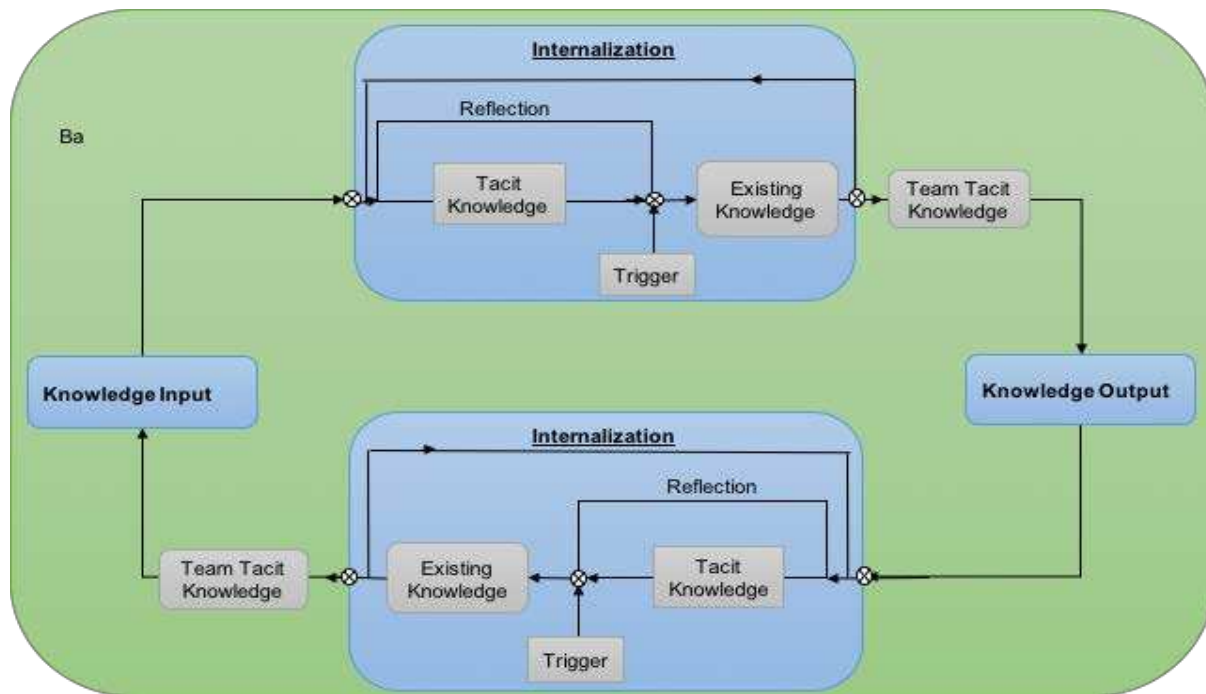 Internalization
Reflection
Ba
Tacit
Knowledge
Existing
Knowledge
Team Tacit
Knowledge
Trigger
Knowledge Input
Knowledge Output
Internalization
Reflection
Team Tacit
Knowledge
Existing
Knowledge
Tacit
Knowledge
Trigger